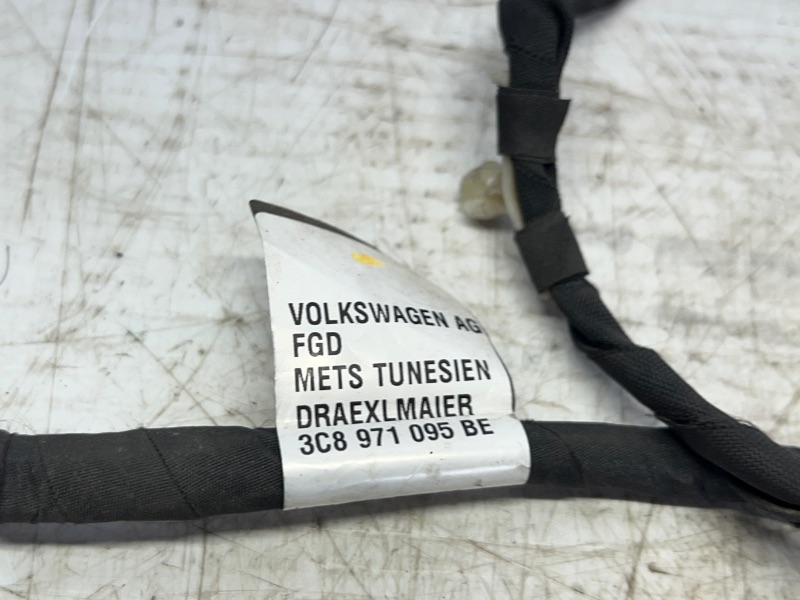 VOLKSWAGEN AG
FGD
METS TUNESIEN
DRAEXLMAIER
3C8 971 095 BE